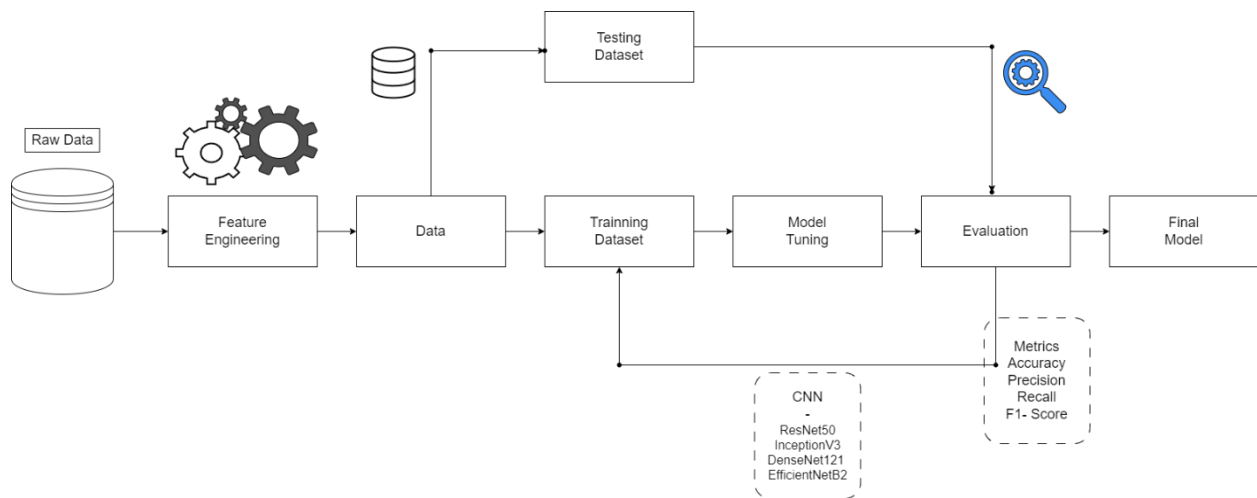 Testing
Dataset
Raw Data
Feature
Engineering
Data
Trainning
Dataset
Model
Tuning
Evaluation
Final
Model
Metrics
Accuracy
Precision
Recall
F1- Score
CNN
-
ResNet50
InceptionV3
DenseNet121
EfficientNetB2